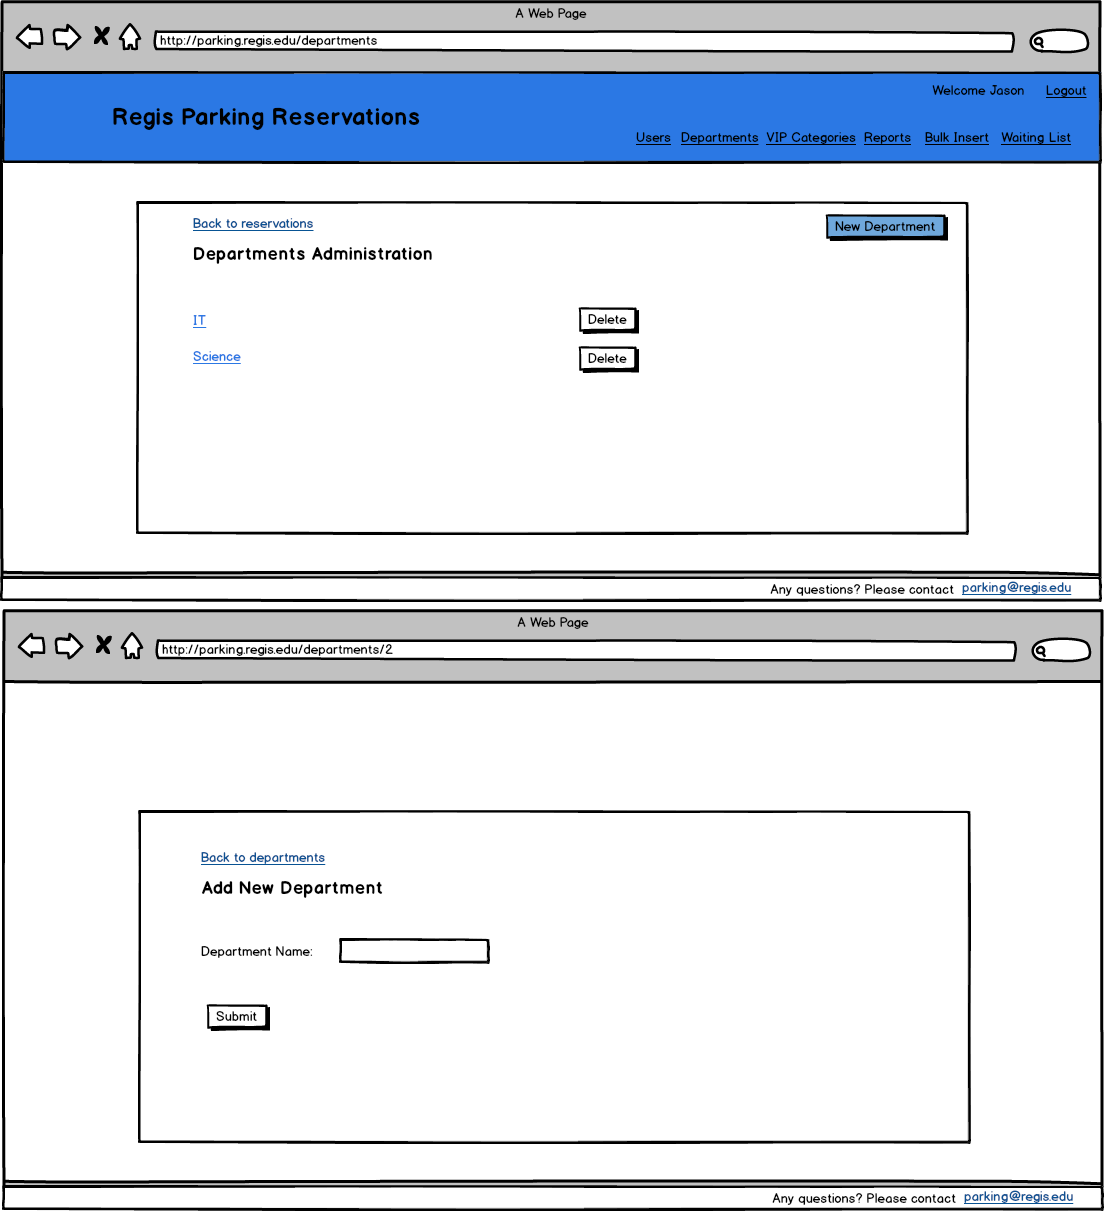 A Web Page
http://parking.regis.edu/departments
Welcome Jason Logout
Regis Parking Reservations
Users Departments VIP Categories Reports Bulk Insert Waiting List
Back to reservations
New Department
Departments Administration
IT Delete
Science Delete
Any questions? Please contact parking@regis.edu
A Web Page
http://parking.regis.edu/departments/2
Back to departments
Add New Department
Department Name:
Submit
Any questions? Please contact parking@regis.edu